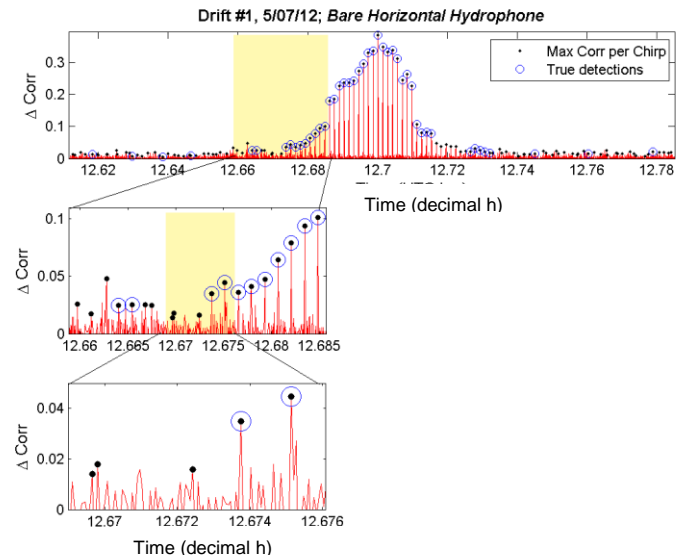 Drift #1, 5/07/12; Bare Horizontal Hydrophone
Δ Corr
0.3
0.2
0.1
0
Max Corr per Chirp
True detections
12.62 12.64 12.66 12.68 12.7 12.72 12.74 12.76 12.78
Time (decimal h)
Δ Corr
0.1
0.05
0
12.66 12.665 12.67 12.675 12.68 12.685
Δ Corr
0.04
0.02
0
12.67 12.672 12.674 12.676
Time (decimal h)